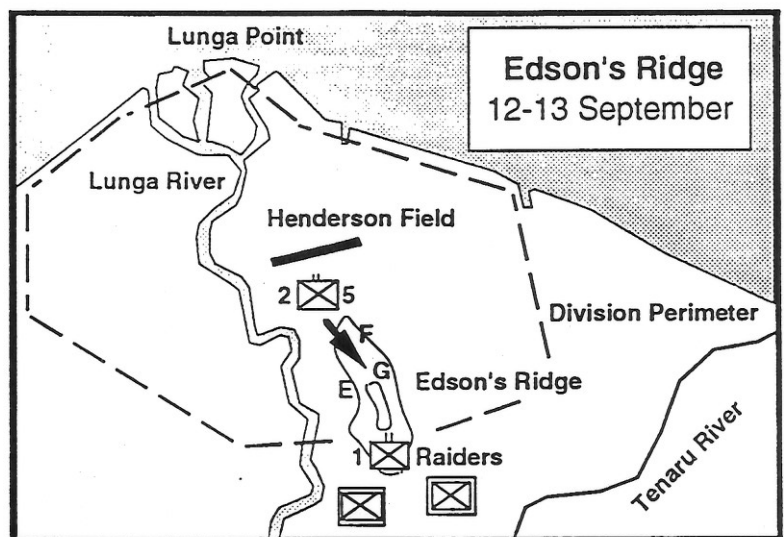 Lunga Point
Edson's Ridge
12-13 September
Lunga River
Henderson Field
2 5
Division Perimeter
F
G
E
Edson's Ridge
1 Raiders
Tenaru River